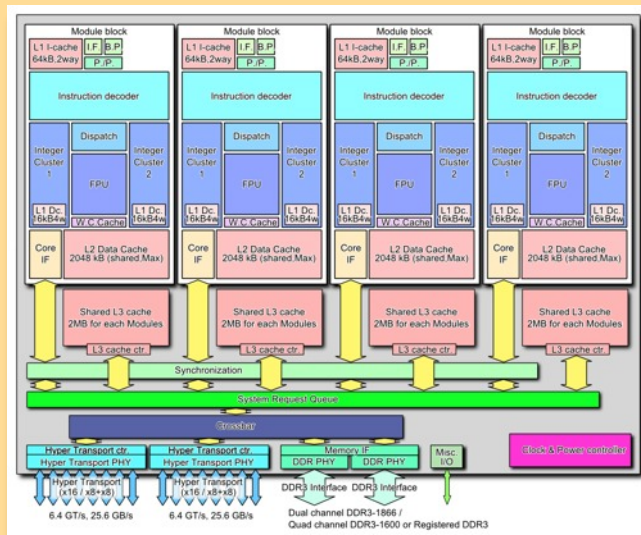 Module block
L1 I-cache
64kB,2way
I.F.
B.P
P./P.
Instruction decoder
Integer
Cluster
1
Dispatch
FPU
Integer
Cluster
2
L1 Dc.
16kB4w
W.C.Cache
L1 Dc.
16kB4w
Core
IF
L2 Data Cache
2048 kB (shared.Max)
Shared L3 cache
2MB for each Modules
L3 cache ctr
Module block
L1 I-cache
64kB,2way
I.F.
B.P
P./P.
Instruction decoder
Integer
Cluster
1
Dispatch
FPU
Integer
Cluster
2
L1 Dc.
16kB4w
W.C.Cache
L1 Dc.
16kB4w
Core
IF
L2 Data Cache
2048 kB (shared.Max)
Shared L3 cache
2MB for each Modules
L3 cache ctr
Module block
L1 I-cache
64kB,2way
I.F.
B.P
P./P.
Instruction decoder
Integer
Cluster
1
Dispatch
FPU
Integer
Cluster
2
L1 Dc.
16kB4w
W.C.Cache
L1 Dc.
16kB4w
Core
IF
L2 Data Cache
2048 kB (shared.Max)
Shared L3 cache
2MB for each Modules
L3 cache ctr
Module block
L1 I-cache
64kB,2way
I.F.
B.P
P./P.
Instruction decoder
Integer
Cluster
1
Dispatch
FPU
Integer
Cluster
2
L1 Dc.
16kB4w
W.C.Cache
L1 Dc.
16kB4w
Core
IF
L2 Data Cache
2048 kB (shared.Max)
Shared L3 cache
2MB for each Modules
L3 cache ctr
Synchronization
System Request Queue
Crossbar
Hyper Transport ctr.
Hyper Transport PHY
Hyper Transport
(x16 / x8+x8)
6.4 GT/s, 25.6 GB/s
Hyper Transport ctr.
Hyper Transport PHY
Hyper Transport
(x16 / x8+x8)
6.4 GT/s, 25.6 GB/s
Memory IF
DDR PHY
DDR PHY
DDR3 Interface
DDR3 Interface
Dual channel DDR3-1866 /
Quad channel DDR3-1600 or Registered DDR3
Misc.
I/O
Clock & Power controller